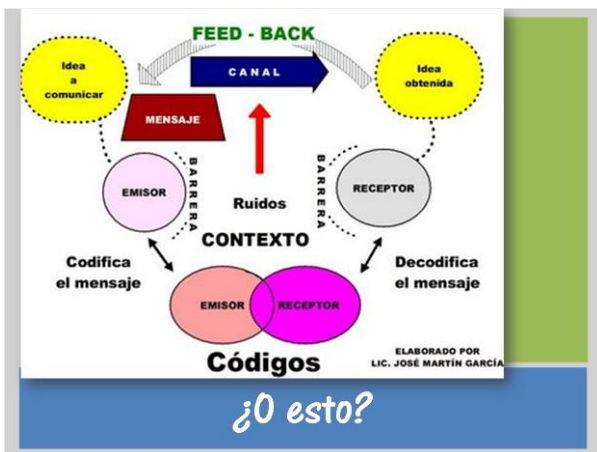 FEED - BACK
Idea
a
comunicar
CANAL
Idea
obtenida
MENSAJE
EMISOR
BARRERA
Ruidos
BARRERA
RECEPTOR
CONTEXTO
Codifica
el mensaje
Decodifica
el mensaje
EMISOR
RECEPTOR
Códigos
ELABORADO POR
LIC. JOSÉ MARTÍN GARCÍA
¿O esto?